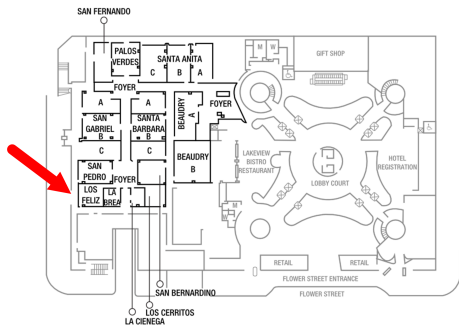 SAN FERNANDO
PALOS
VERDES
SANTA ANITA
C B A
FOYER
A
A
SAN
GABRIEL
B
SANTA
BARBARA
B
C
C
BEAUDRY
A
FOYER
BEAUDRY
B
SAN
PEDRO
FOYER
LOS
FELIZ
LA
BREA
SAN BERNARDINO
LOS CERRITOS
LA CIENEGA
M W
GIFT SHOP
LAKEVIEW
BISTRO
RESTAURANT
LOBBY COURT
HOTEL
REGISTRATION
M
W
RETAIL
RETAIL
FLOWER STREET ENTRANCE
FLOWER STREET